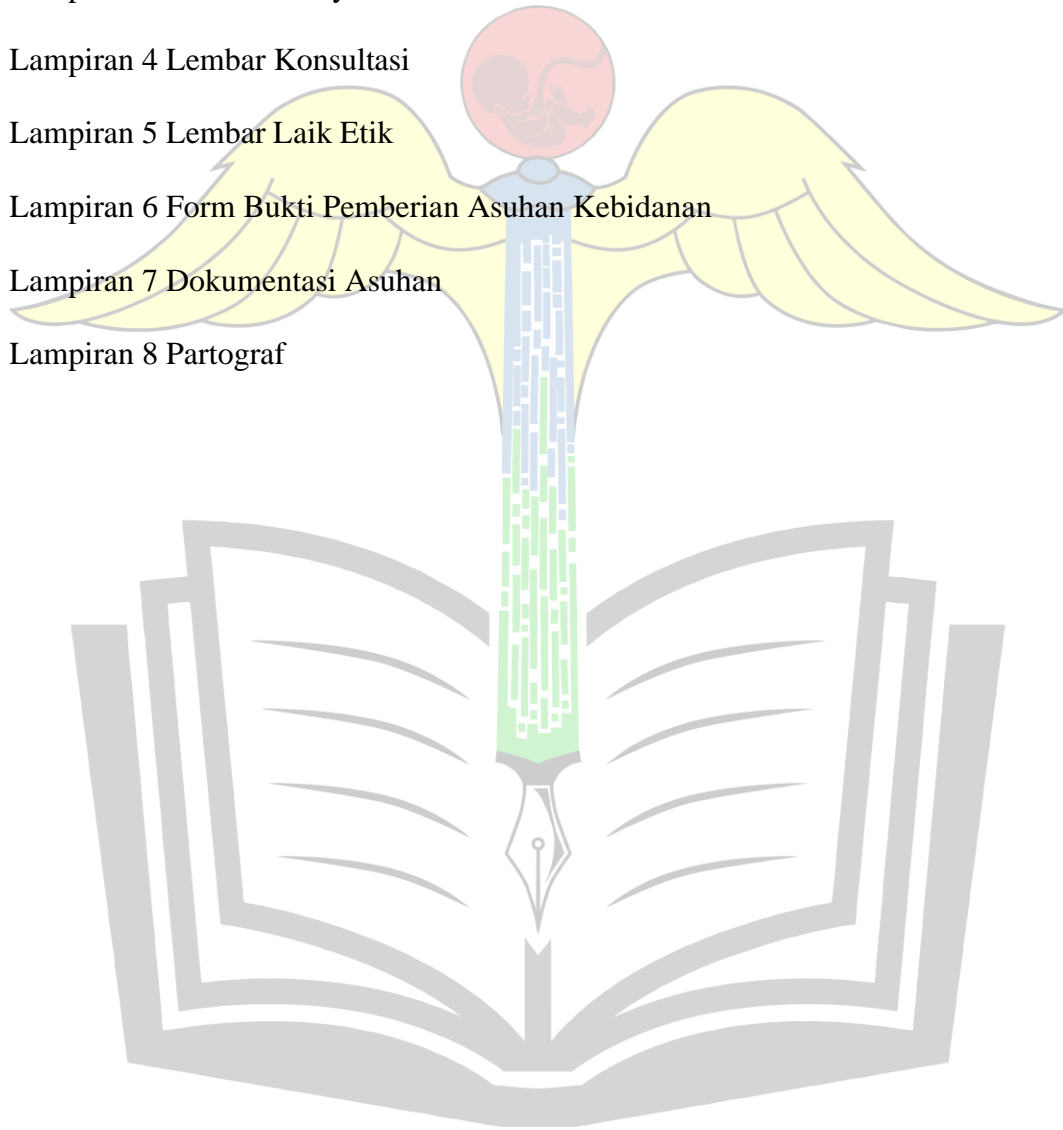 Lampiran 4 Lembar Konsultasi
Lampiran 5 Lembar Laik Etik
Lampiran 6 Form Bukti Pemberian Asuhan Kebidanan
Lampiran 7 Dokumentasi Asuhan
Lampiran 8 Partograf